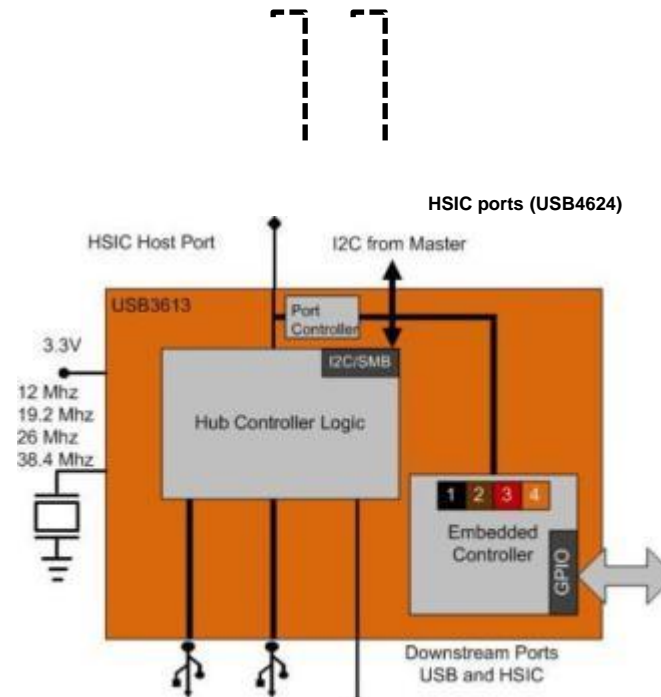 HSIC ports (USB4624)
HSIC Host Port
I2C from Master
USB3613
Port
Controller
3.3V
I2C/SMB
12 Mhz
19.2 Mhz
26 Mhz
38.4 Mhz
Hub Controller Logic
1 2 3 4
Embedded
Controller
GPIO
Downstream Ports
USB and HSIC